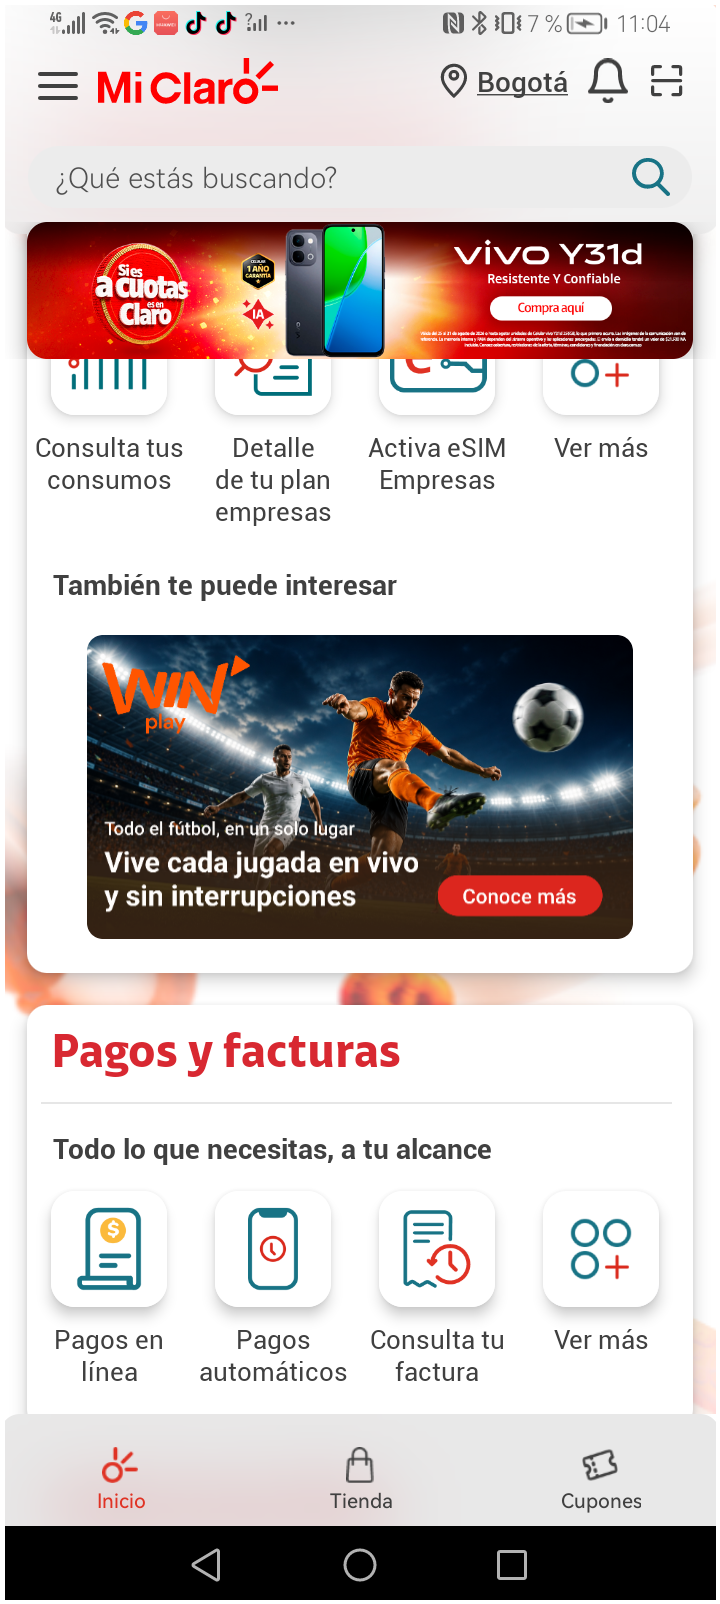 4G ? 7 % 11:04
Mi Claro
Bogotá
¿Qué estás buscando?
Si es
a cuotas
es en
Claro
CELULAR
1 AÑO
GARANTÍA
IA
vivo Y31d
Resistente Y Confiable
Compra aquí
Consulta tus
consumos
Detalle
de tu plan
empresas
Activa eSIM
Empresas
Ver más
También te puede interesar
WIN
play
Todo el fútbol, en un solo lugar
Vive cada jugada en vivo
y sin interrupciones
Conoce más
Pagos y facturas
Todo lo que necesitas, a tu alcance
Pagos en
línea
Pagos
automáticos
Consulta tu
factura
Ver más
Inicio
Tienda
Cupones